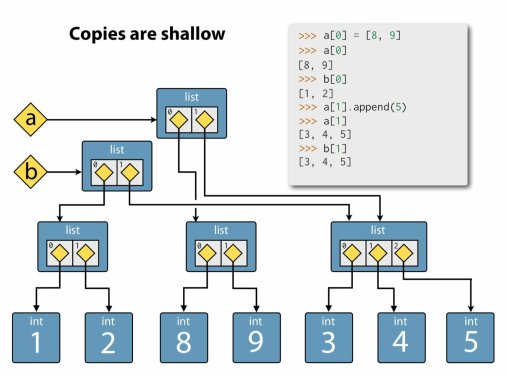 Copies are shallow
>>> a[0] = [8, 9]
>>> a[0]
[8, 9]
>>> b[0]
[1, 2]
>>> a[1].append(5)
>>> a[1]
[3, 4, 5]
>>> b[1]
[3, 4, 5]
list
a
0 1
list
b
0 1
list
0 1
list
0 1
list
0 1 2
int
1
int
2
int
8
int
9
int
3
int
4
int
5